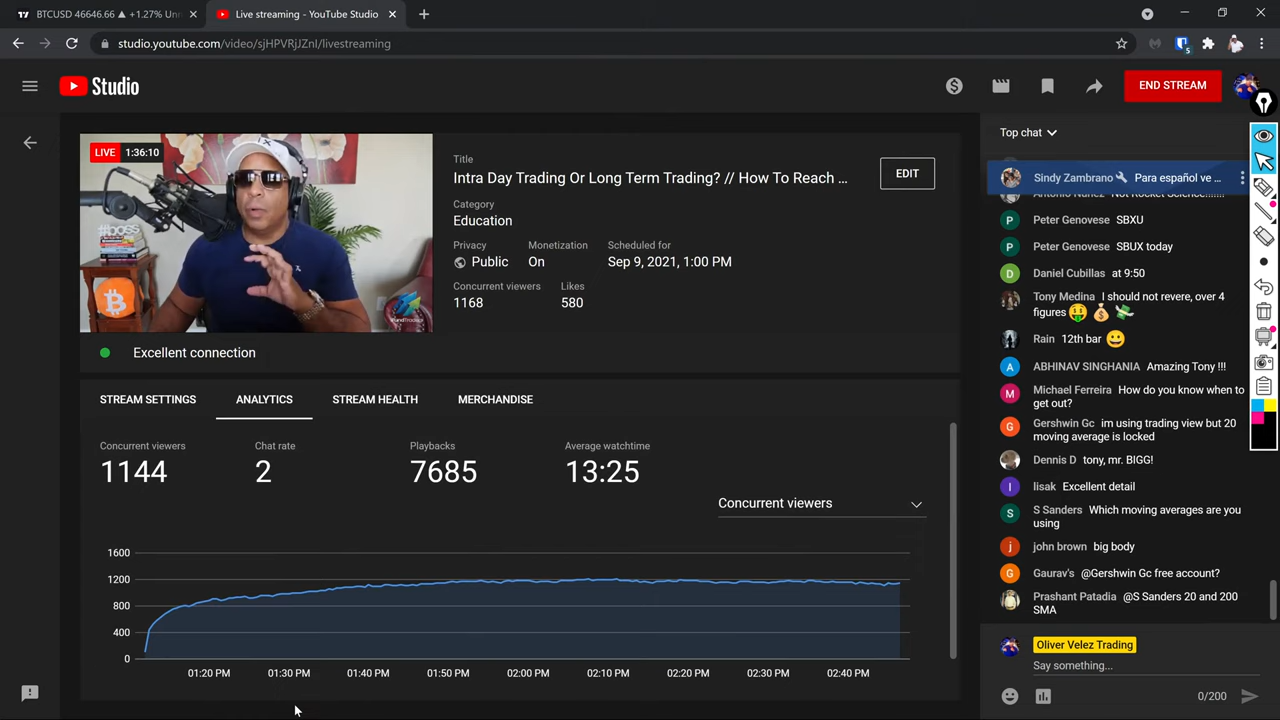 BTCUSD 46646.66 ▲ +1.27% Unn
Live streaming - YouTube Studio
studio.youtube.com/video/sjHPVRjJZnI/livestreaming
5
Studio
END STREAM
LIVE 1:36:10
#boss
Title
Intra Day Trading Or Long Term Trading? // How To Reach ...
EDIT
Category
Education
Privacy
Public
Monetization
On
Scheduled for
Sep 9, 2021, 1:00 PM
Concurrent viewers
1168
Likes
580
Excellent connection
STREAM SETTINGS
ANALYTICS
STREAM HEALTH
MERCHANDISE
Concurrent viewers
1144
Chat rate
2
Playbacks
7685
Average watchtime
13:25
Concurrent viewers
1600
1200
800
400
0
01:20 PM 01:30 PM 01:40 PM 01:50 PM 02:00 PM 02:10 PM 02:20 PM 02:30 PM 02:40 PM
Top chat
Sindy Zambrano Para español ve ...
Peter Genovese SBXU
Peter Genovese SBUX today
Daniel Cubillas at 9:50
Tony Medina I should not revere, over 4
figures 🤑 💰 💸
Rain 12th bar 😀
ABHINAV SINGHANIA Amazing Tony !!!
Michael Ferreira How do you know when to
get out?
Gershwin Gc im using trading view but 20
moving average is locked
Dennis D tony, mr. BIGG!
lisak Excellent detail
S Sanders Which moving averages are you
using
john brown big body
Gaurav's @Gershwin Gc free account?
Prashant Patadia @S Sanders 20 and 200
SMA
Oliver Velez Trading
Say something...
0/200